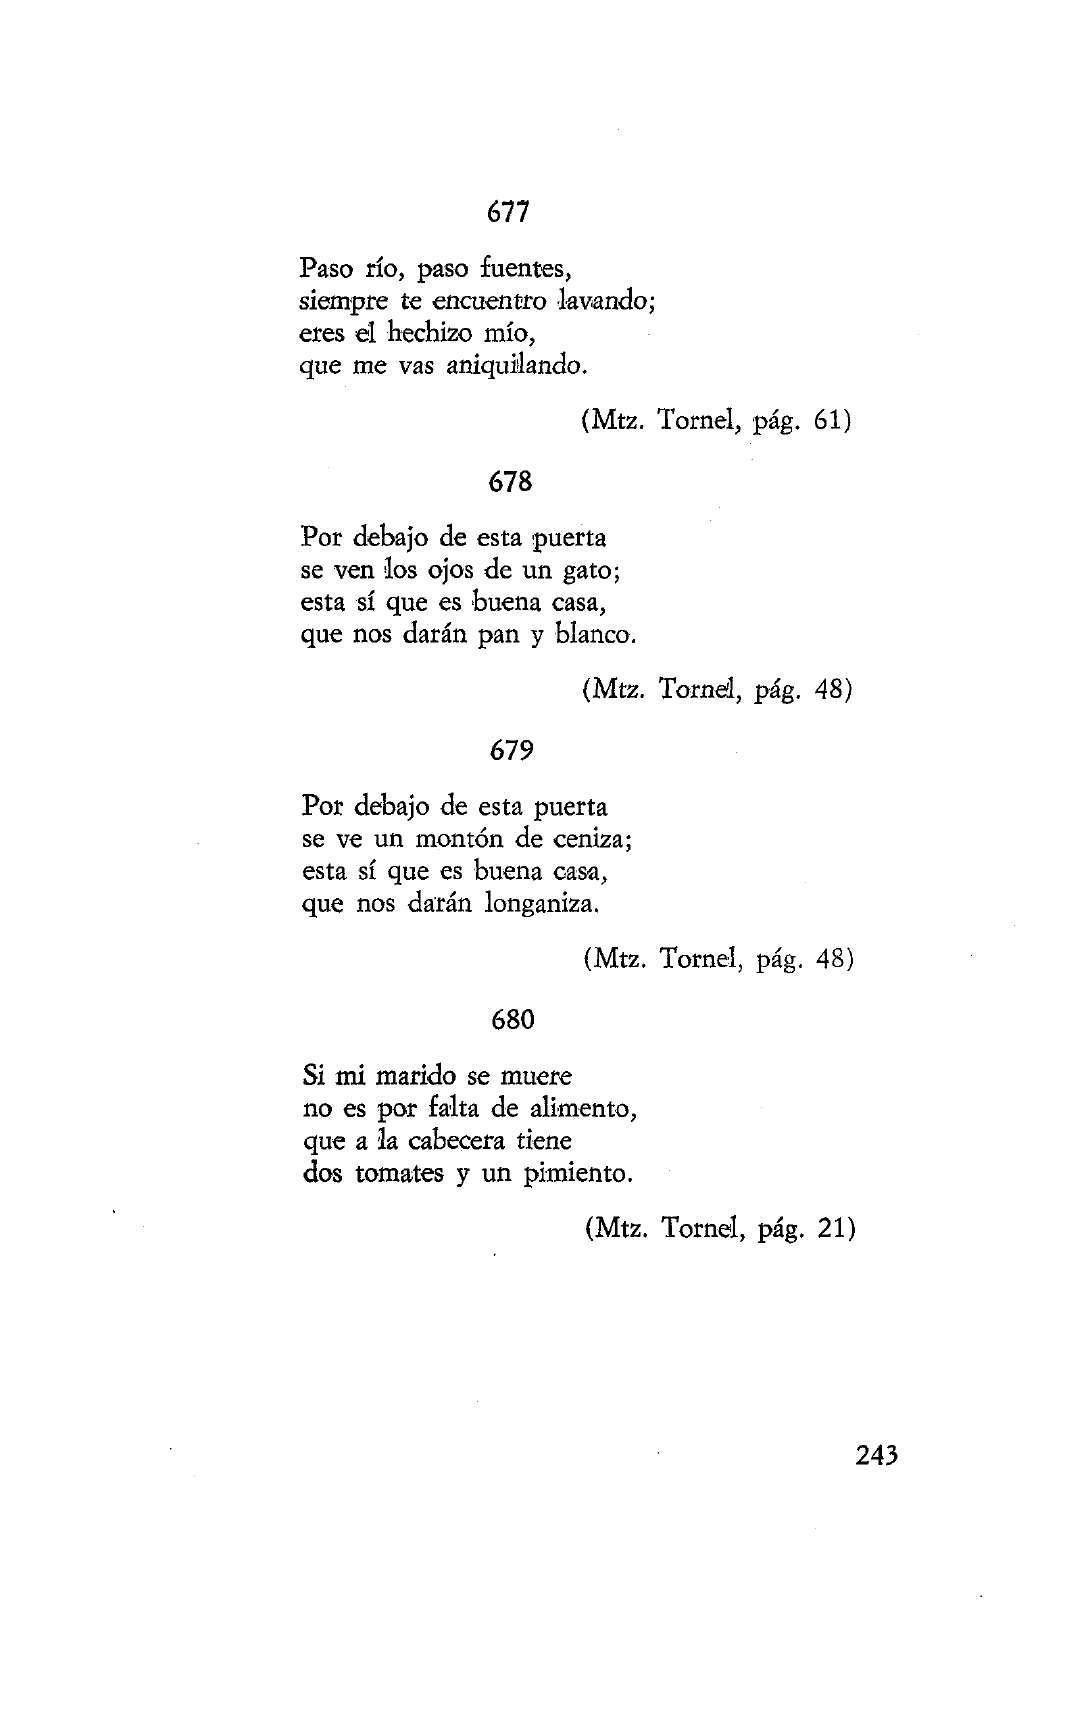 677
Paso río, paso fuentes,
siempre te encuentro lavando;
eres el hechizo mío,
que me vas aniquilando.
(Mtz. Tornel, pág. 61)
678
Por debajo de esta puerta
se ven los ojos de un gato;
esta sí que es buena casa,
que nos darán pan y blanco.
(Mtz. Tornel, pág. 48)
679
Por debajo de esta puerta
se ve un montón de ceniza;
esta sí que es buena casa,
que nos darán longaniza.
(Mtz. Tornel, pág. 48)
680
Si mi marido se muere
no es por falta de alimento,
que a la cabecera tiene
dos tomates y un pimiento.
(Mtz. Tornel, pág. 21)
243